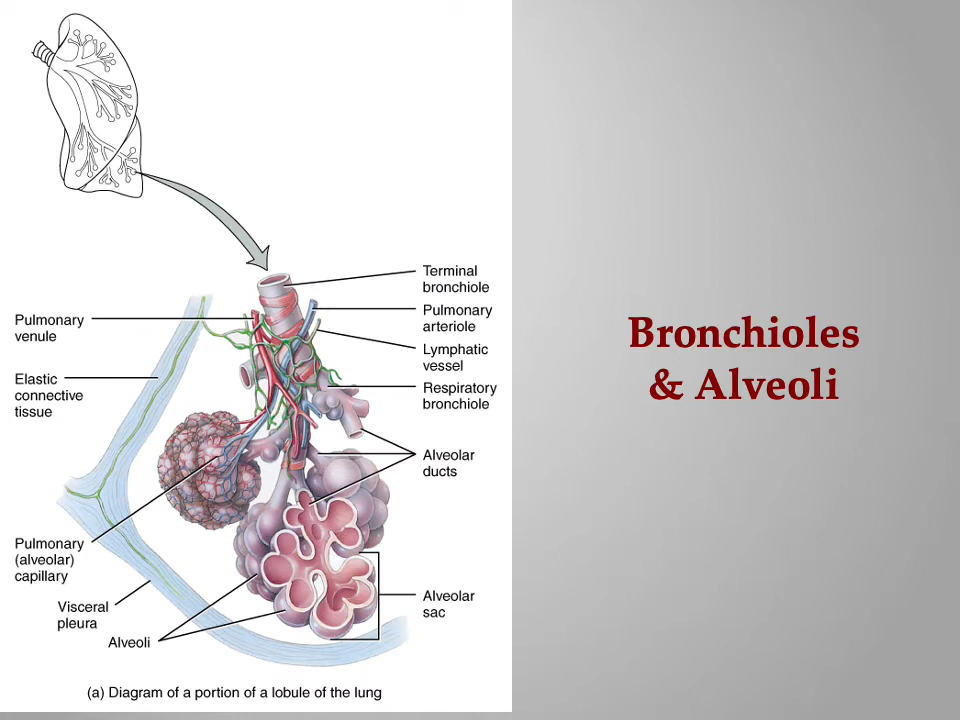 Terminal
bronchiole
Pulmonary
arteriole
Lymphatic
vessel
Respiratory
bronchiole
Alveolar
ducts
Alveolar
sac
Pulmonary
venule
Elastic
connective
tissue
Pulmonary
(alveolar)
capillary
Visceral
pleura
Alveoli
(a) Diagram of a portion of a lobule of the lung
Bronchioles
& Alveoli